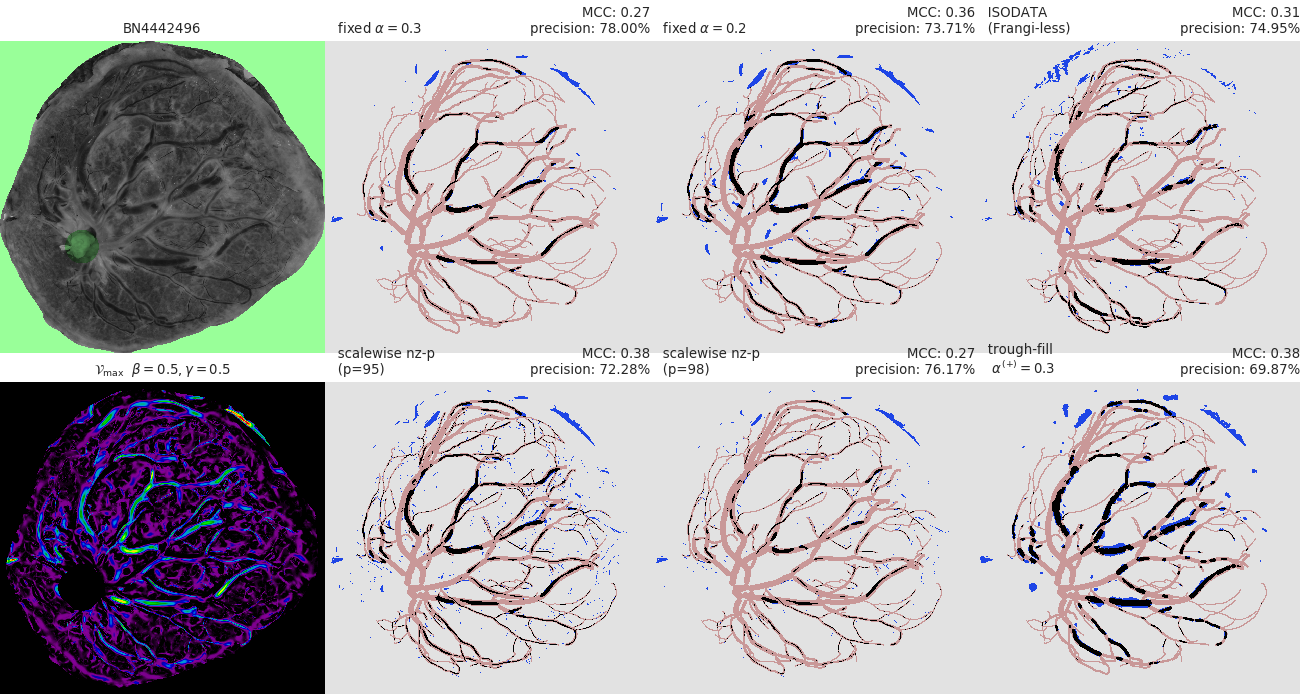 BN4442496
fixed α = 0.3
MCC: 0.27
precision: 78.00%
fixed α = 0.2
MCC: 0.36
precision: 73.71%
ISODATA
(Frangi-less)
MCC: 0.31
precision: 74.95%
𝒱max β = 0.5, γ = 0.5
scalewise nz-p
(p=95)
MCC: 0.38
precision: 72.28%
scalewise nz-p
(p=98)
MCC: 0.27
precision: 76.17%
trough-fill
α(+) = 0.3
MCC: 0.38
precision: 69.87%